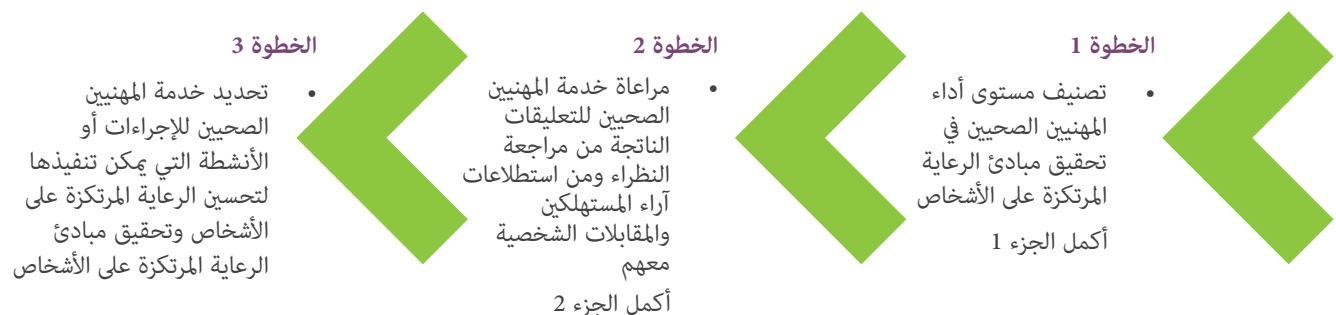 الخطوة 1
• تصنيف مستوى أداء
المهنيين الصحيين في
تحقيق مبادئ الرعاية
المرتكزة على الأشخاص
أكمل الجزء 1
الخطوة 2
• مراعاة خدمة المهنيين
الصحيين للتعليقات
الناتجة من مراجعة
النظراء ومن استطلاعات
آراء المستهلكين
والمقابلات الشخصية
معهم
أكمل الجزء 2
الخطوة 3
• تحديد خدمة المهنيين
الصحيين للإجراءات أو
الأنشطة التي يمكن تنفيذها
لتحسين الرعاية المرتكزة على
الأشخاص وتحقيق مبادئ
الرعاية المرتكزة على الأشخاص